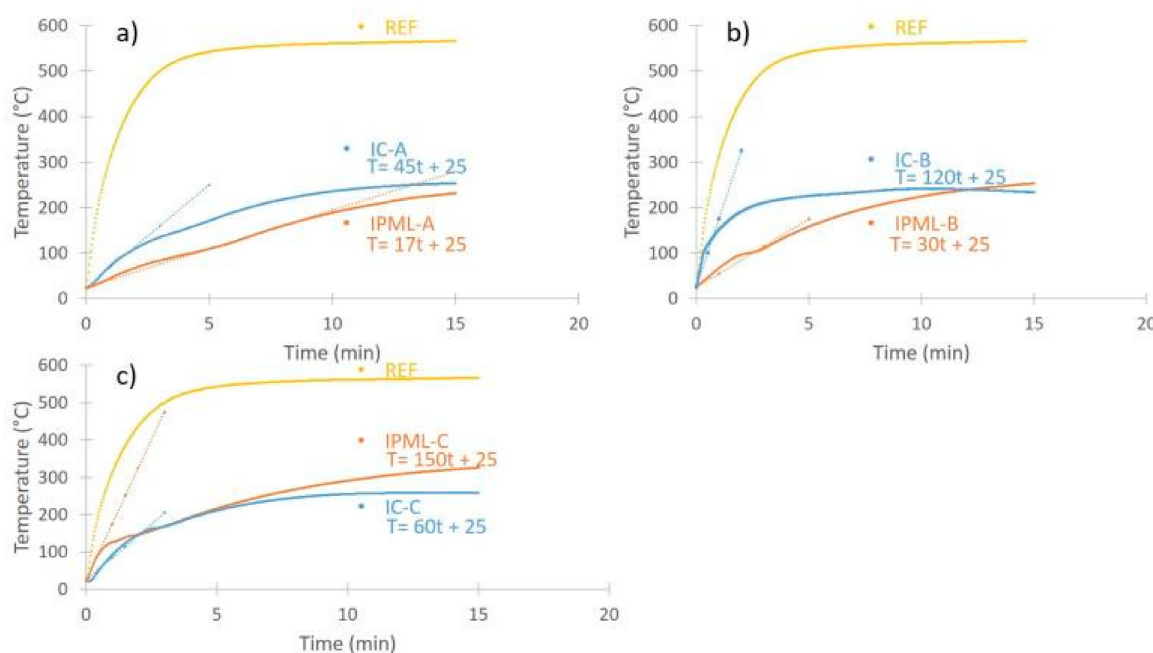 a)
REF
600
500
400
300
200
100
0
Temperature (°C)
IC-A
T= 45t + 25
IPML-A
T= 17t + 25
0 5 10 15 20
Time (min)
b)
REF
600
500
400
300
200
100
0
Temperature (°C)
IC-B
T= 120t + 25
IPML-B
T= 30t + 25
0 5 10 15 20
Time (min)
c)
REF
600
500
400
300
200
100
0
Temperature (°C)
IPML-C
T= 150t + 25
IC-C
T= 60t + 25
0 5 10 15 20
Time (min)